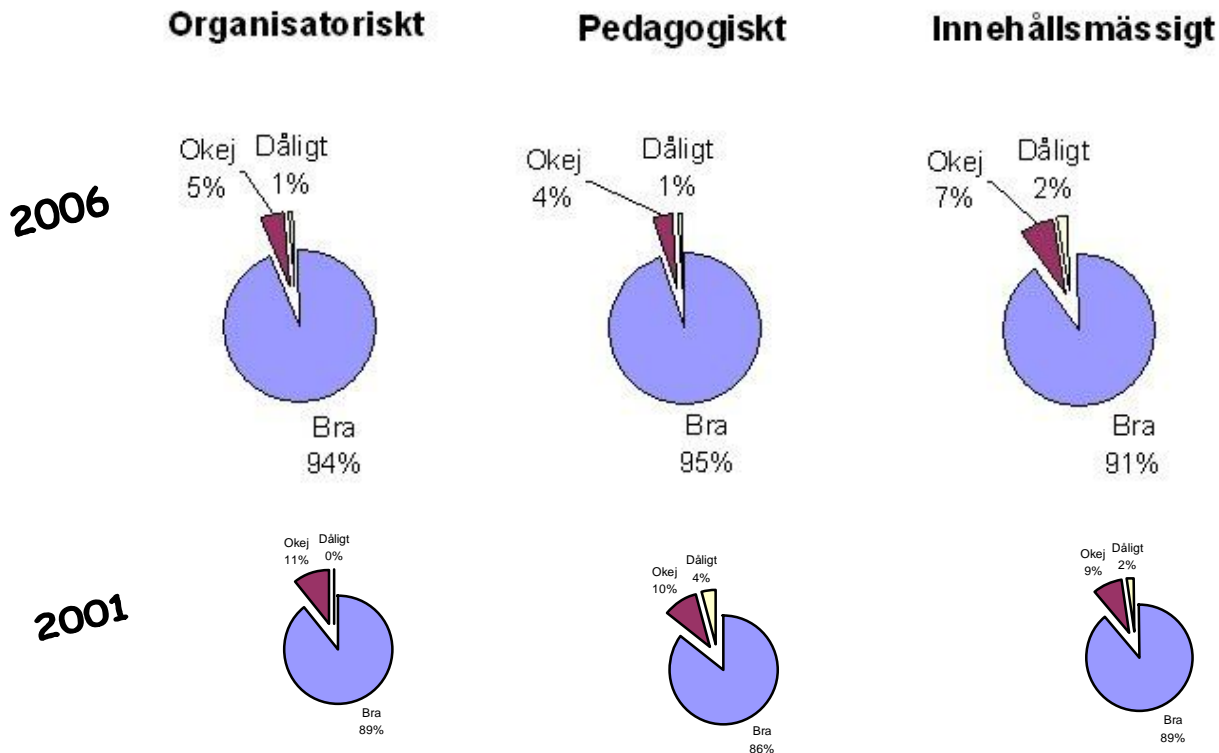 Organisatoriskt
Pedagogiskt
Innehållsmässigt
2006
Okej
5%
Dåligt
1%
Bra
94%
Okej
4%
Dåligt
1%
Bra
95%
Okej
7%
Dåligt
2%
Bra
91%
2001
Okej
11%
Dåligt
0%
Bra
89%
Okej
10%
Dåligt
4%
Bra
86%
Okej
9%
Dåligt
2%
Bra
89%